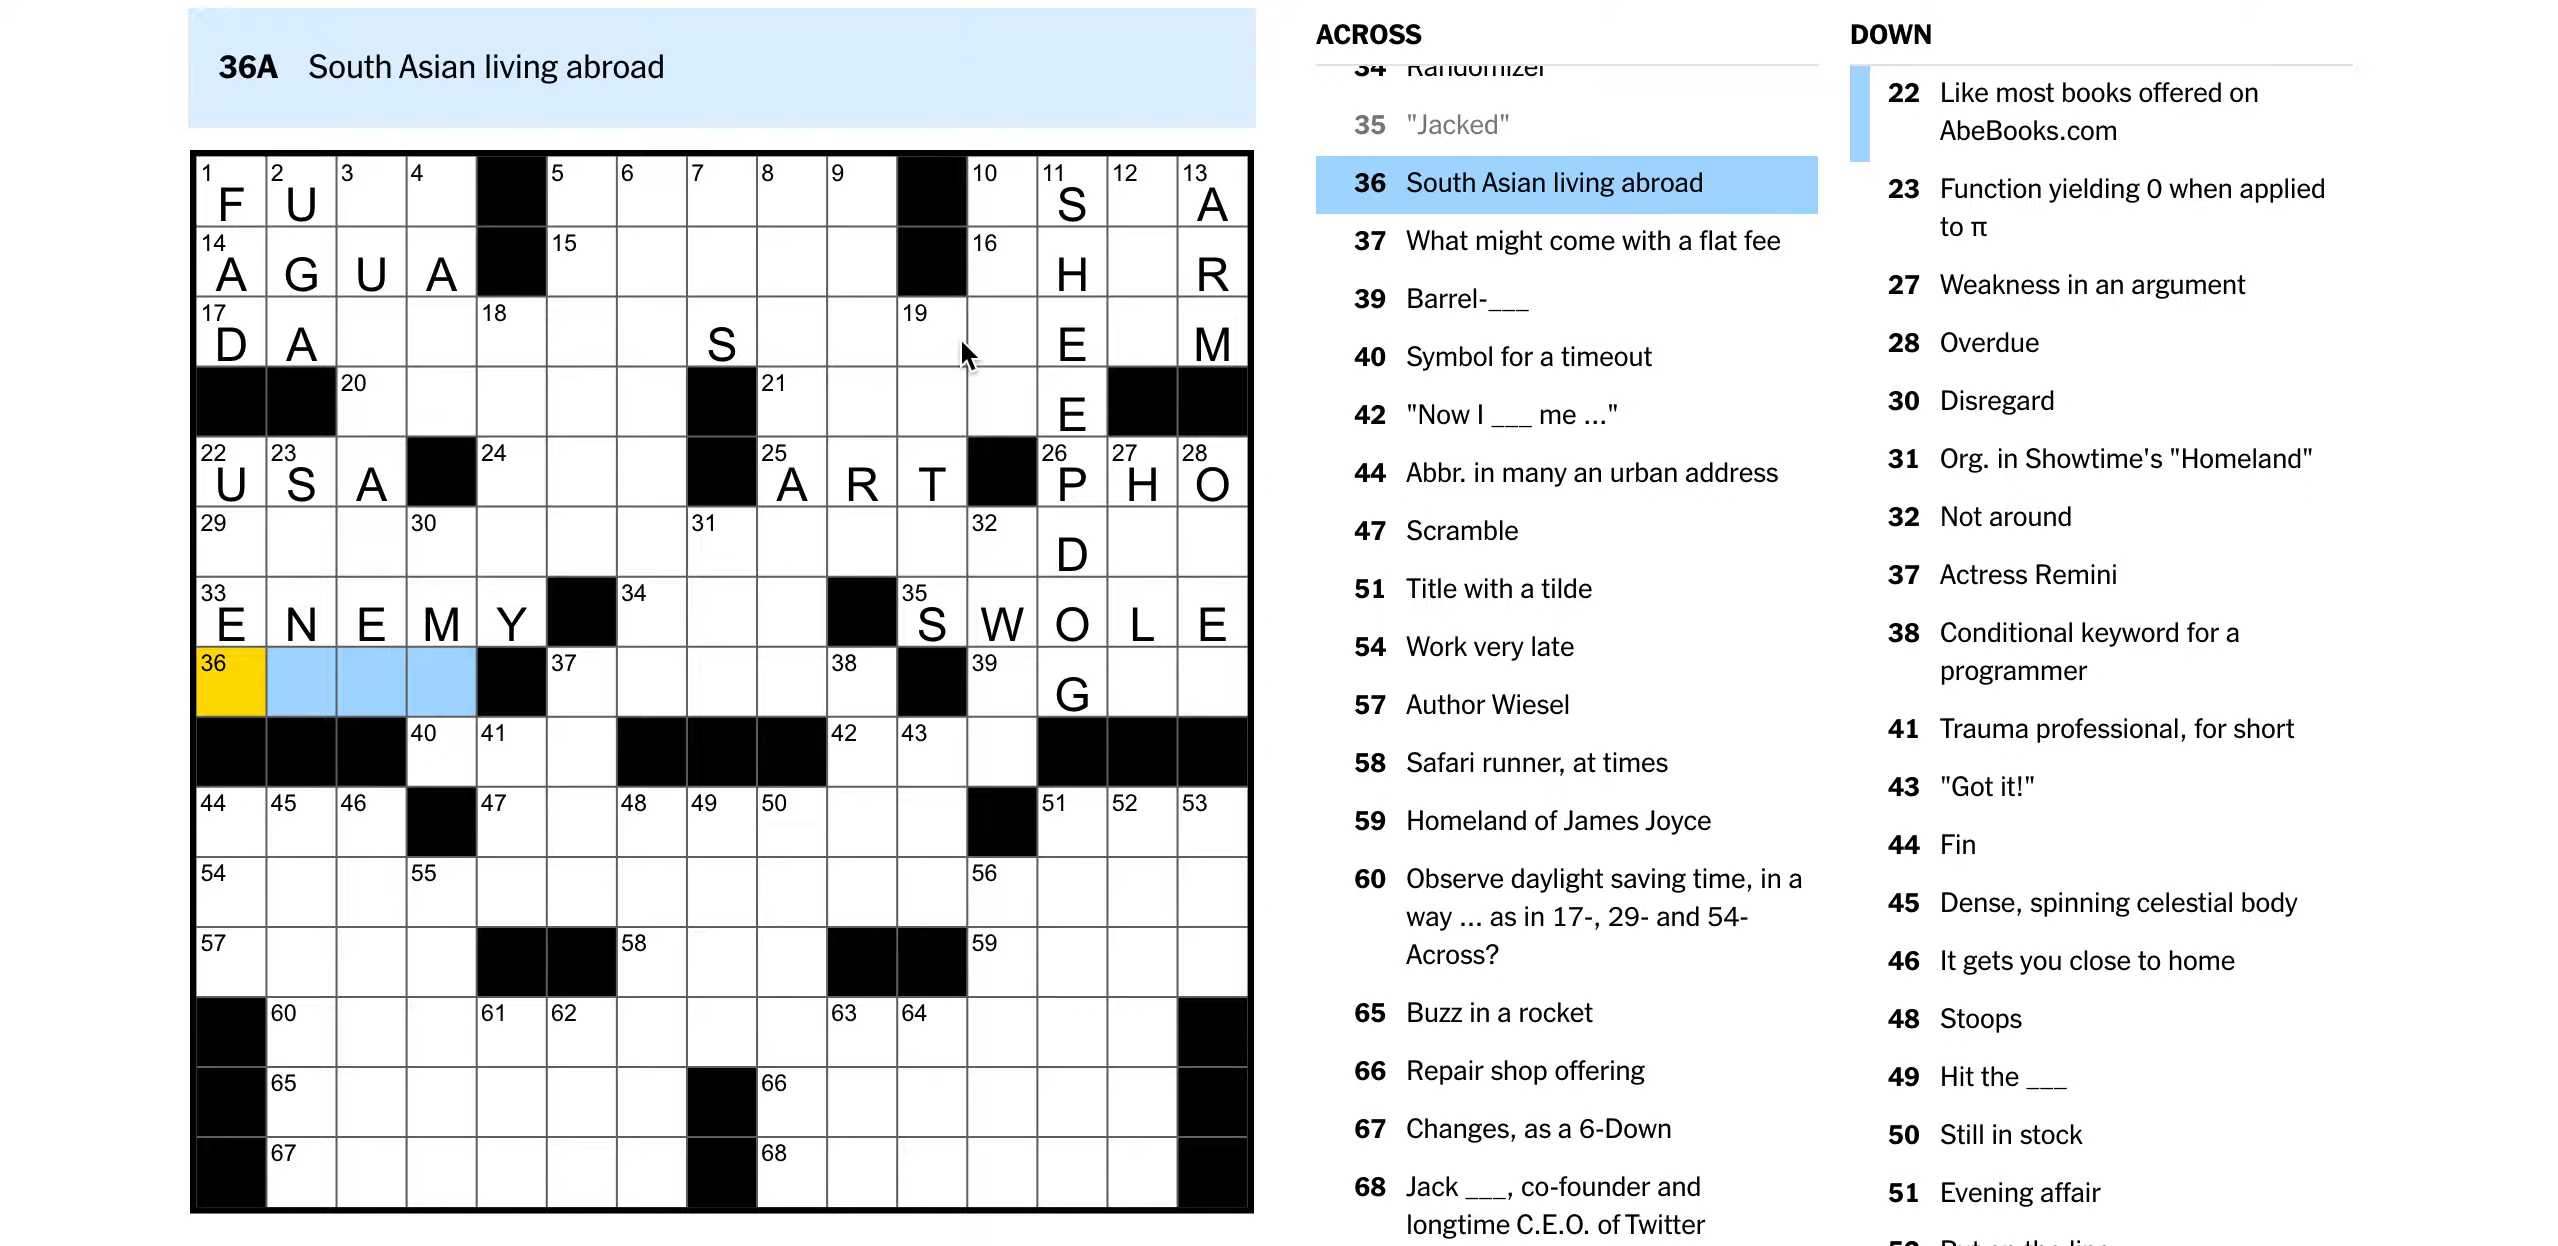 36A South Asian living abroad
1 2 3 4 5 6 7 8 9 10 11 12 13
F U S A
14 15 16
A G U A H R
17 18 19
D A S E M
20 21
E
22 23 24 25 26 27 28
U S A A R T P H O
29 30 31 32
D
33 34 35
E N E M Y S W O L E
36 37 38 39
G
40 41 42 43
44 45 46 47 48 49 50 51 52 53
54 55 56
57 58 59
60 61 62 63 64
65 66
67 68
ACROSS
34 Randomizer
35 "Jacked"
36 South Asian living abroad
37 What might come with a flat fee
39 Barrel-___
40 Symbol for a timeout
42 "Now I ___ me ..."
44 Abbr. in many an urban address
47 Scramble
51 Title with a tilde
54 Work very late
57 Author Wiesel
58 Safari runner, at times
59 Homeland of James Joyce
60 Observe daylight saving time, in a
way ... as in 17-, 29- and 54-
Across?
65 Buzz in a rocket
66 Repair shop offering
67 Changes, as a 6-Down
68 Jack ___, co-founder and
longtime C.E.O. of Twitter
DOWN
22 Like most books offered on
AbeBooks.com
23 Function yielding 0 when applied
to π
27 Weakness in an argument
28 Overdue
30 Disregard
31 Org. in Showtime's "Homeland"
32 Not around
37 Actress Remini
38 Conditional keyword for a
programmer
41 Trauma professional, for short
43 "Got it!"
44 Fin
45 Dense, spinning celestial body
46 It gets you close to home
48 Stoops
49 Hit the ___
50 Still in stock
51 Evening affair